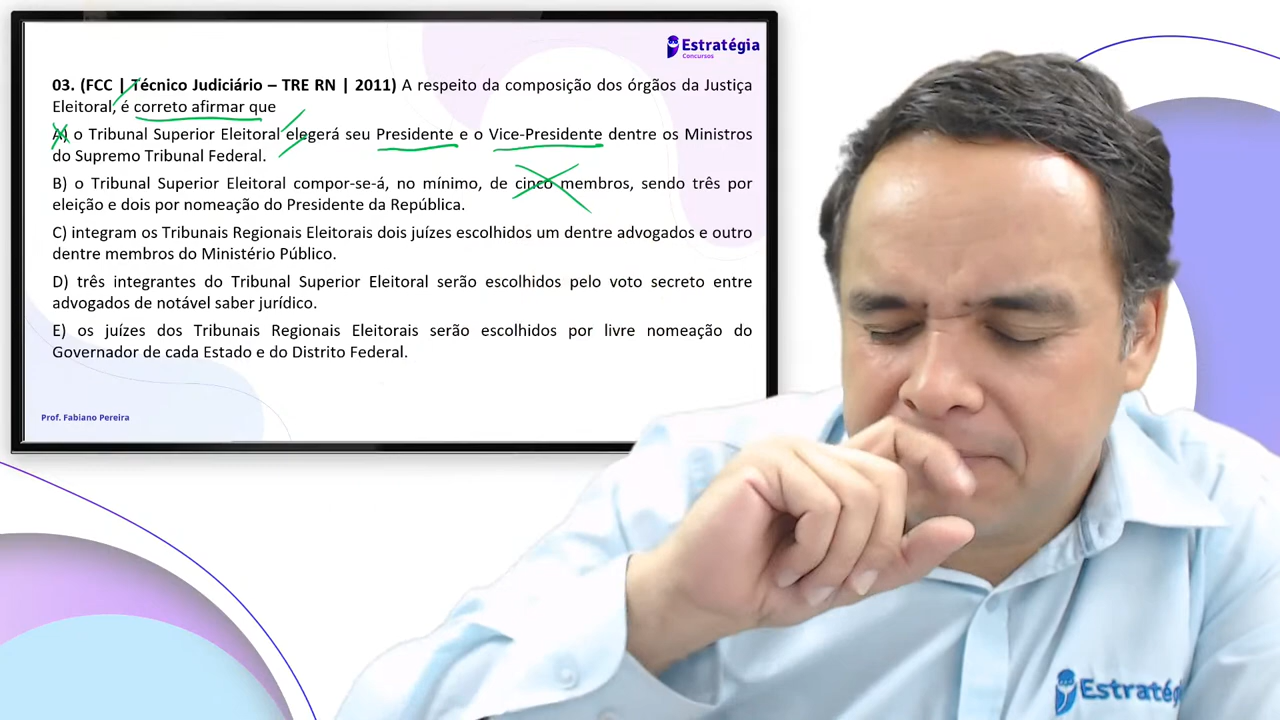 Estratégia
Concursos
03. (FCC | Técnico Judiciário – TRE RN | 2011) A respeito da composição dos órgãos da Justiça
Eleitoral, é correto afirmar que
A) o Tribunal Superior Eleitoral elegerá seu Presidente e o Vice-Presidente dentre os Ministros
do Supremo Tribunal Federal.
B) o Tribunal Superior Eleitoral compor-se-á, no mínimo, de cinco membros, sendo três por
eleição e dois por nomeação do Presidente da República.
C) integram os Tribunais Regionais Eleitorais dois juízes escolhidos um dentre advogados e outro
dentre membros do Ministério Público.
D) três integrantes do Tribunal Superior Eleitoral serão escolhidos pelo voto secreto entre
advogados de notável saber jurídico.
E) os juízes dos Tribunais Regionais Eleitorais serão escolhidos por livre nomeação do
Governador de cada Estado e do Distrito Federal.
Prof. Fabiano Pereira
Estratég